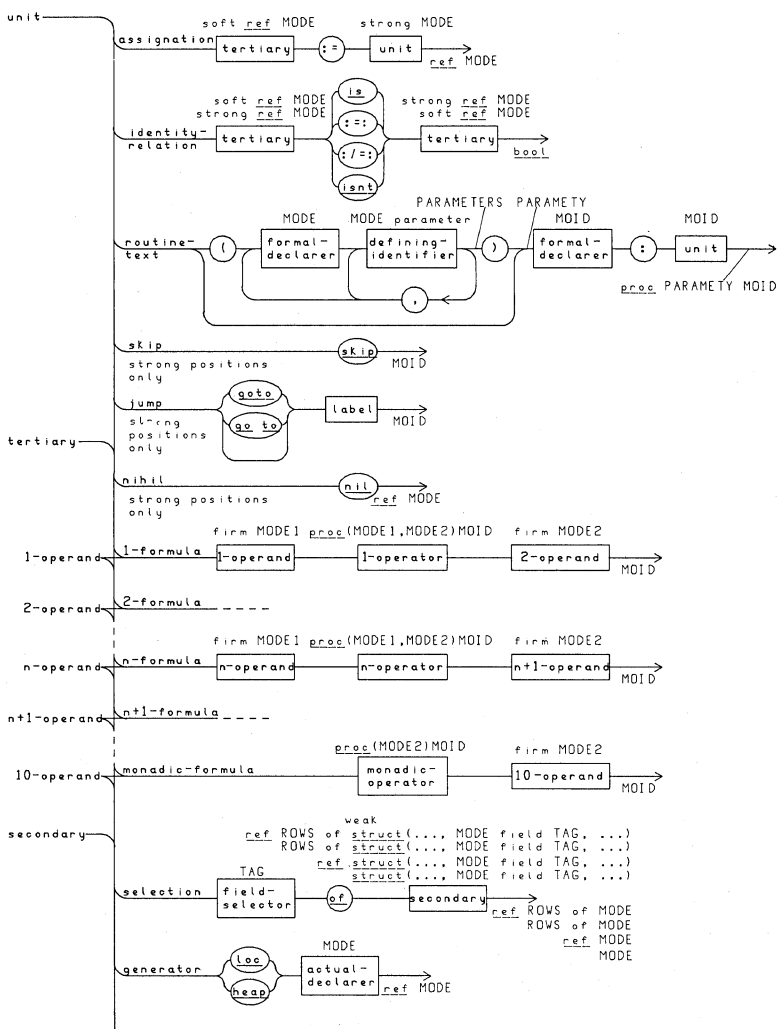 unit
soft ref MODE strong MODE
assignation tertiary := unit
ref MODE
is
soft ref MODE strong ref MODE
strong ref MODE soft ref MODE
identity-relation tertiary :=: tertiary
:/=: bool
isnt
PARAMETERS PARAMETY
MODE MODE parameter MOID MOID
routine-text ( formal-declarer defining-identifier ) formal-declarer : unit
,
proc PARAMETY MOID
skip skip
strong positions only MOID
jump goto label
strong positions only go to MOID
tertiary
nihil nil
strong positions only ref MODE
firm MODE1 proc(MODE1,MODE2)MOID firm MODE2
1-operand 1-formula 1-operand 1-operator 2-operand
MOID
2-operand 2-formula
firm MODE1 proc(MODE1,MODE2)MOID firm MODE2
n-operand n-formula n-operand n-operator n+1-operand
MOID
n+1-operand n+1-formula
proc(MODE2)MOID firm MODE2
10-operand monadic-formula monadic-operator 10-operand
MOID
secondary
weak
ref ROWS of struct(..., MODE field TAG, ...)
ROWS of struct(..., MODE field TAG, ...)
ref struct(..., MODE field TAG, ...)
struct(..., MODE field TAG, ...)
TAG
selection field-selector of secondary
ref ROWS of MODE
ROWS of MODE
ref MODE
MODE
MODE
loc
generator actual-declarer
heap ref MODE